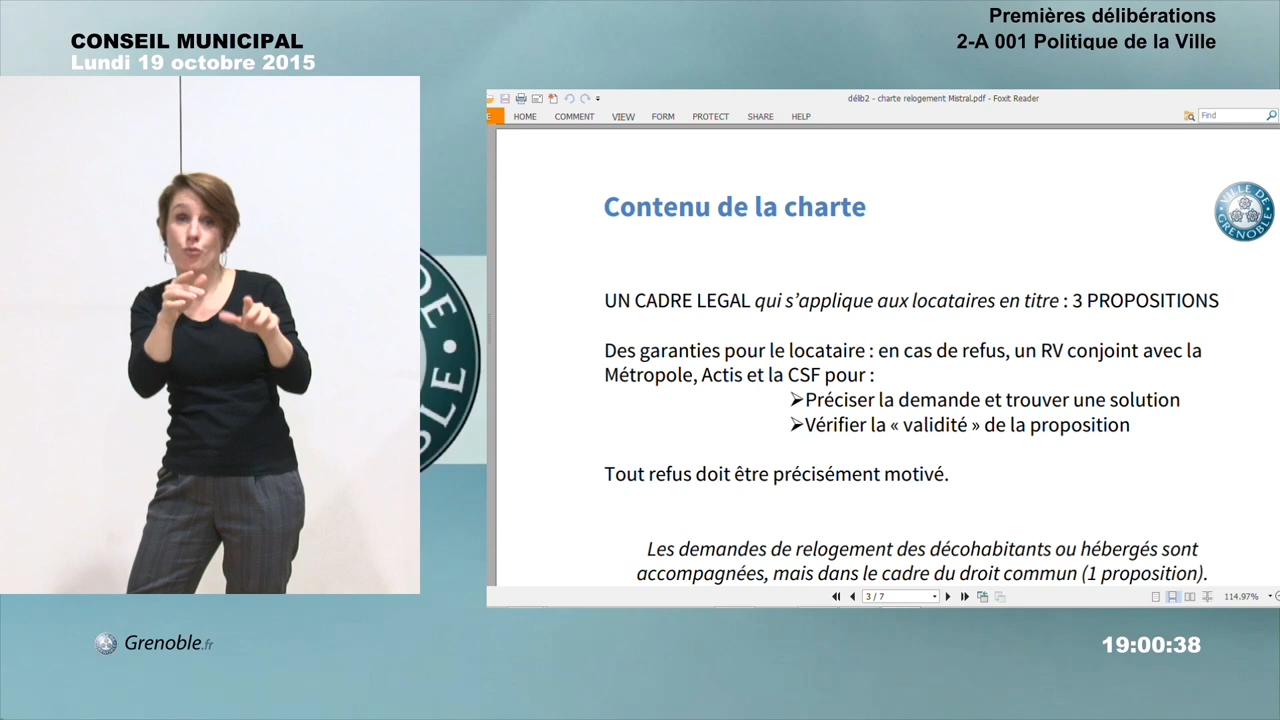 CONSEIL MUNICIPAL
Lundi 19 octobre 2015
Premières délibérations
2-A 001 Politique de la Ville
délib2 - charte relogement Mistral.pdf - Foxit Reader
HOME COMMENT VIEW FORM PROTECT SHARE HELP
Find
Contenu de la charte
VILLE DE GRENOBLE
UN CADRE LEGAL qui s’applique aux locataires en titre : 3 PROPOSITIONS
Des garanties pour le locataire : en cas de refus, un RV conjoint avec la
Métropole, Actis et la CSF pour :
➢Préciser la demande et trouver une solution
➢Vérifier la « validité » de la proposition
Tout refus doit être précisément motivé.
Les demandes de relogement des décohabitants ou hébergés sont
accompagnées, mais dans le cadre du droit commun (1 proposition).
3 / 7
114.97%
Grenoble.fr
19:00:38